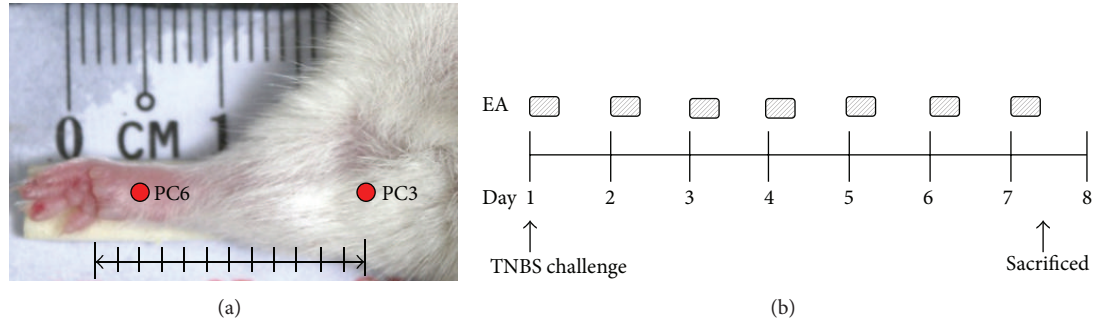 0 CM 1
PC6 PC3
(a)
EA
Day 1 2 3 4 5 6 7 8
TNBS challenge
Sacrificed
(b)